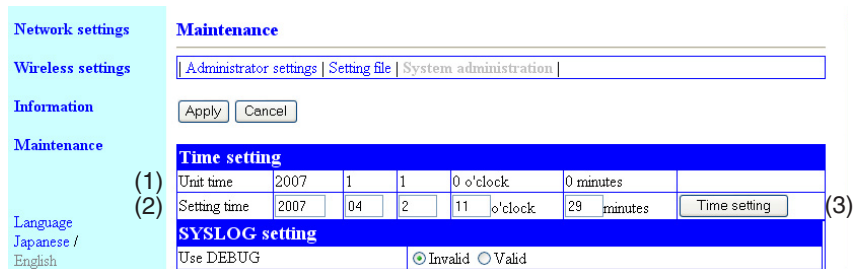 Network settings
Maintenance
Wireless settings
| Administrator settings | Setting file | System administration |
Information
Apply Cancel
Maintenance
Time setting
(1) Unit time 2007 1 1 0 o'clock 0 minutes
(2) Setting time 2007 04 2 11 o'clock 29 minutes Time setting (3)
Language
Japanese /
English
SYSLOG setting
Use DEBUG Invalid Valid